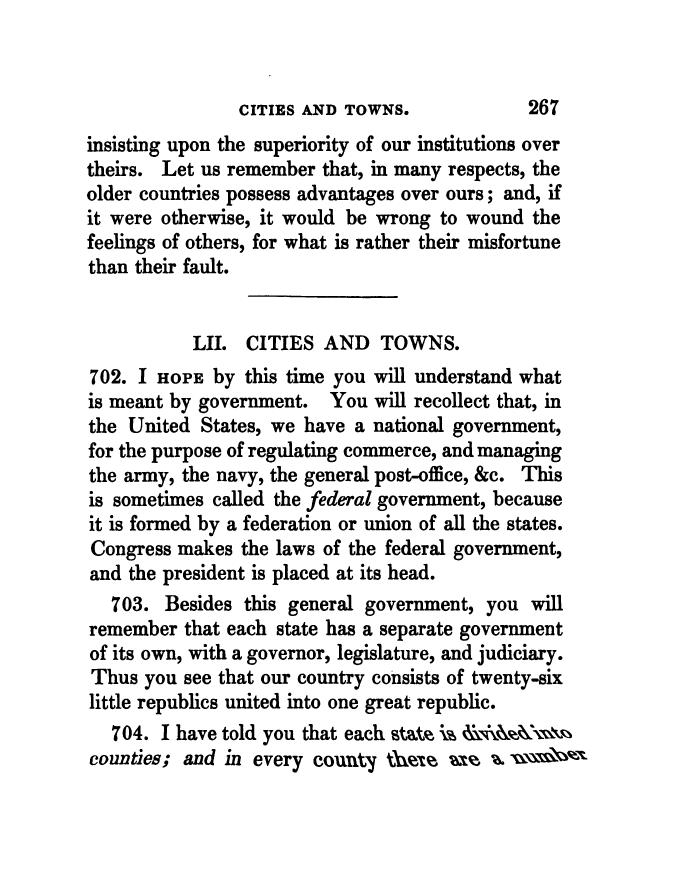 CITIES AND TOWNS. 267
insisting upon the superiority of our institutions over
theirs. Let us remember that, in many respects, the
older countries possess advantages over ours; and, if
it were otherwise, it would be wrong to wound the
feelings of others, for what is rather their misfortune
than their fault.
LII. CITIES AND TOWNS.
702. I HOPE by this time you will understand what
is meant by government. You will recollect that, in
the United States, we have a national government,
for the purpose of regulating commerce, and managing
the army, the navy, the general post-office, &c. This
is sometimes called the federal government, because
it is formed by a federation or union of all the states.
Congress makes the laws of the federal government,
and the president is placed at its head.
703. Besides this general government, you will
remember that each state has a separate government
of its own, with a governor, legislature, and judiciary.
Thus you see that our country consists of twenty-six
little republics united into one great republic.
704. I have told you that each state is divided into
counties; and in every county there are a number